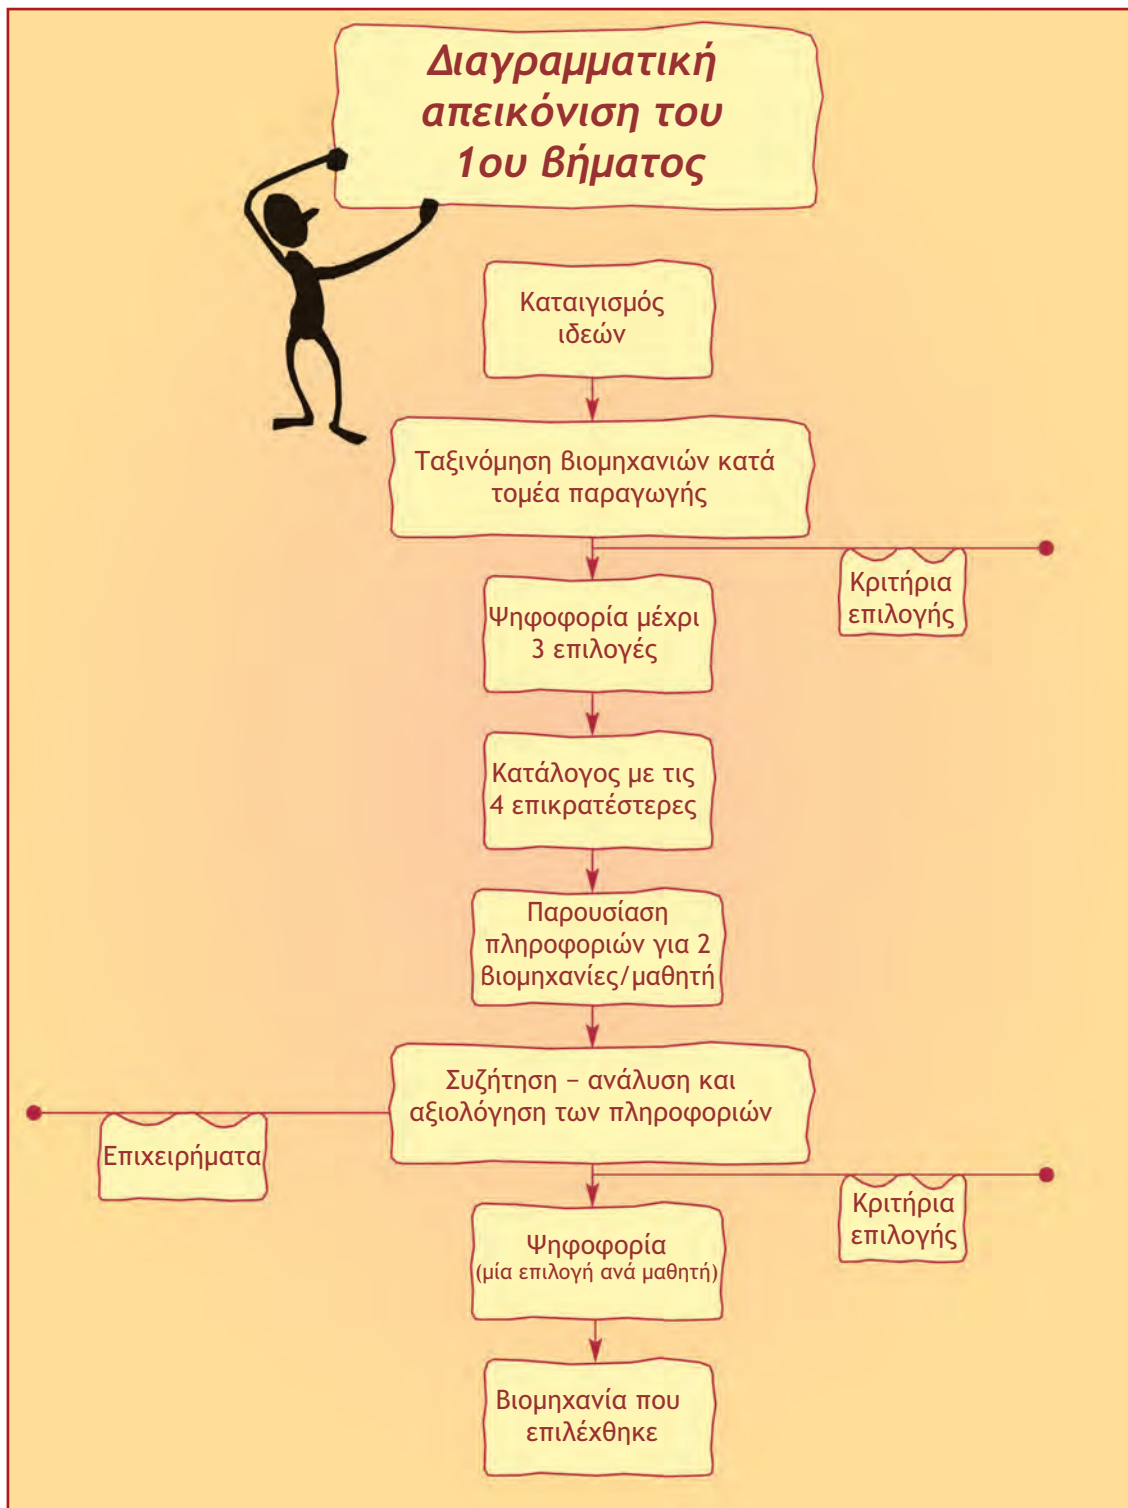 Διαγραμματική
απεικόνιση του
1ου βήματος
Καταιγισμός
ιδεών
Ταξινόμηση βιομηχανιών κατά
τομέα παραγωγής
Κριτήρια
επιλογής
Ψηφοφορία μέχρι
3 επιλογές
Κατάλογος με τις
4 επικρατέστερες
Παρουσίαση
πληροφοριών για 2
βιομηχανίες/μαθητή
Συζήτηση – ανάλυση και
αξιολόγηση των πληροφοριών
Επιχειρήματα
Κριτήρια
επιλογής
Ψηφοφορία
(μία επιλογή ανά μαθητή)
Βιομηχανία που
επιλέχθηκε